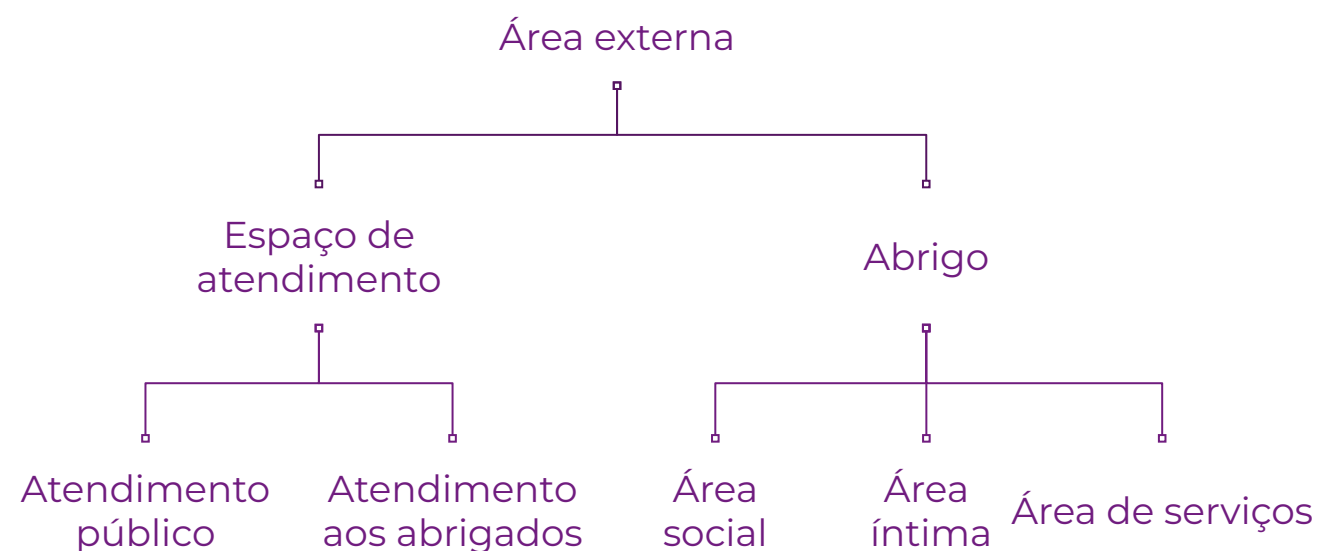 Área externa
Espaço de
atendimento
Abrigo
Atendimento
público
Atendimento
aos abrigados
Área
social
Área
íntima
Área de serviços